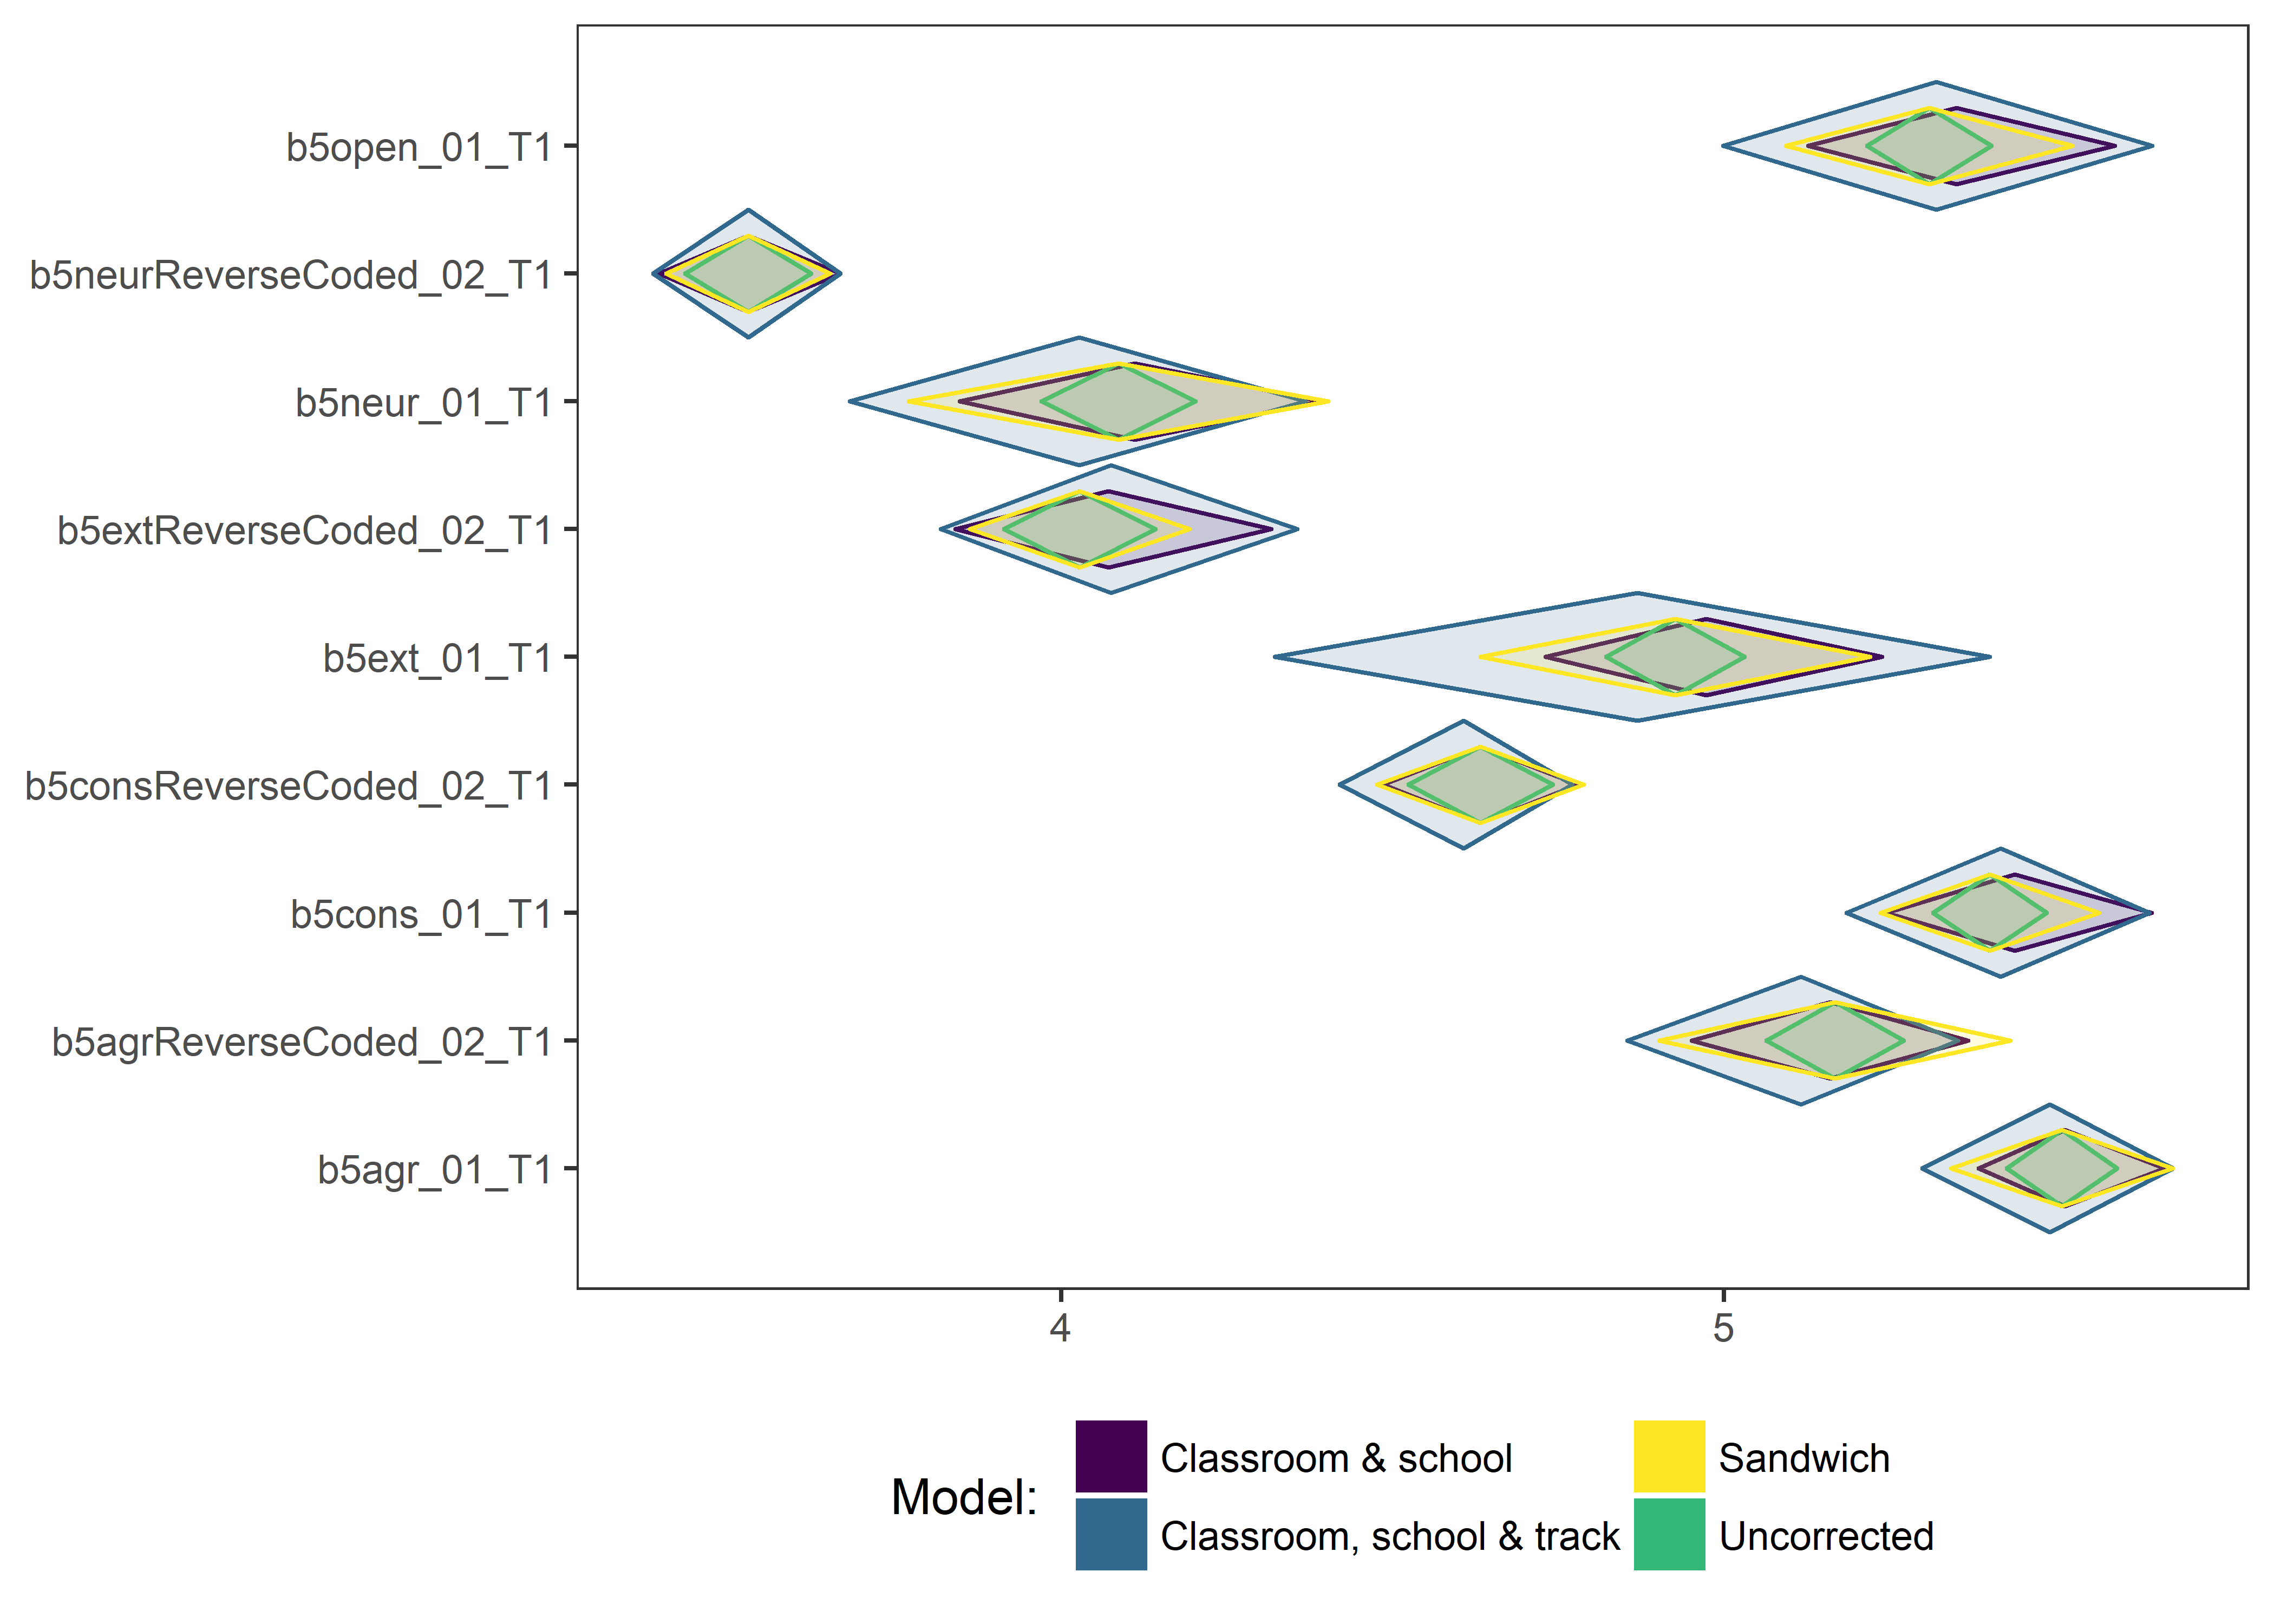 b5open_01_T1
b5neurReverseCoded_02_T1
b5neur_01_T1
b5extReverseCoded_02_T1
b5ext_01_T1
b5consReverseCoded_02_T1
b5cons_01_T1
b5agrReverseCoded_02_T1
b5agr_01_T1
4 5
Model:
Classroom & school
Classroom, school & track
Sandwich
Uncorrected